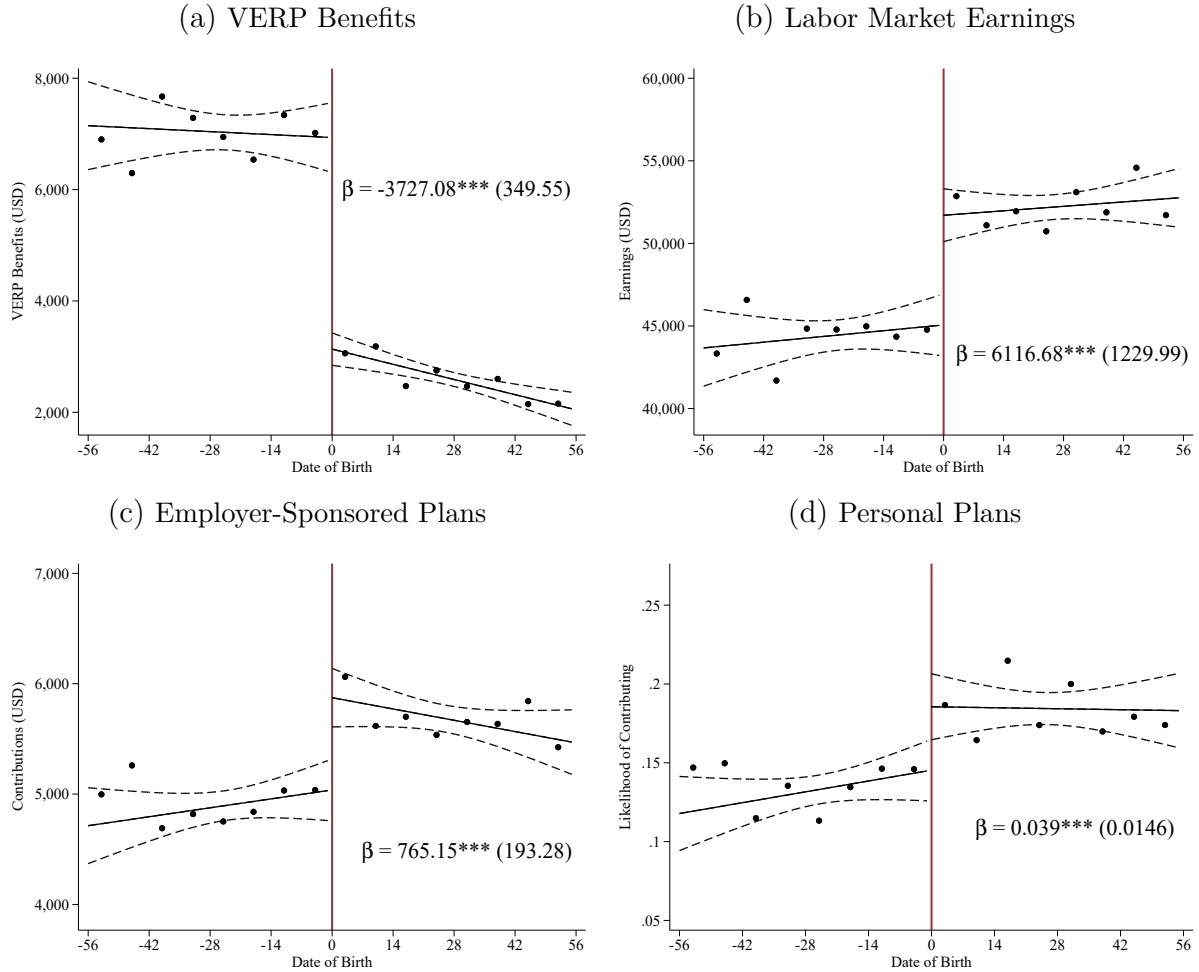 (a) VERP Benefits
8,000
6,000
4,000
2,000
VERP Benefits (USD)
β = -3727.08*** (349.55)
-56 -42 -28 -14 0 14 28 42 56
Date of Birth
(b) Labor Market Earnings
60,000
55,000
50,000
45,000
40,000
Earnings (USD)
β = 6116.68*** (1229.99)
-56 -42 -28 -14 0 14 28 42 56
Date of Birth
(c) Employer-Sponsored Plans
7,000
6,000
5,000
4,000
Contributions (USD)
β = 765.15*** (193.28)
-56 -42 -28 -14 0 14 28 42 56
Date of Birth
(d) Personal Plans
.25
.2
.15
.1
.05
Likelihood of Contributing
β = 0.039*** (0.0146)
-56 -42 -28 -14 0 14 28 42 56
Date of Birth